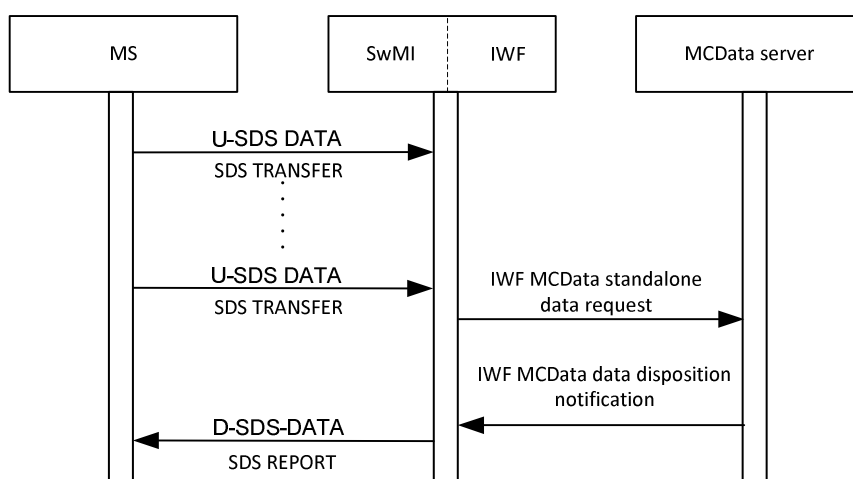 MS
SwMI
IWF
MCData server
U-SDS DATA
SDS TRANSFER
U-SDS DATA
SDS TRANSFER
IWF MCData standalone
data request
IWF MCData data disposition
notification
D-SDS-DATA
SDS REPORT